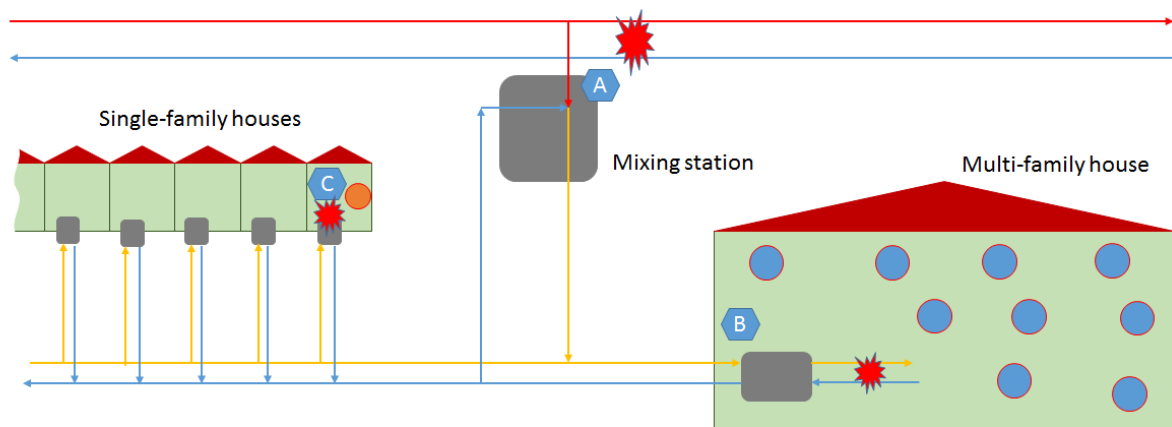 A
Single-family houses
Mixing station
Multi-family house
C
B